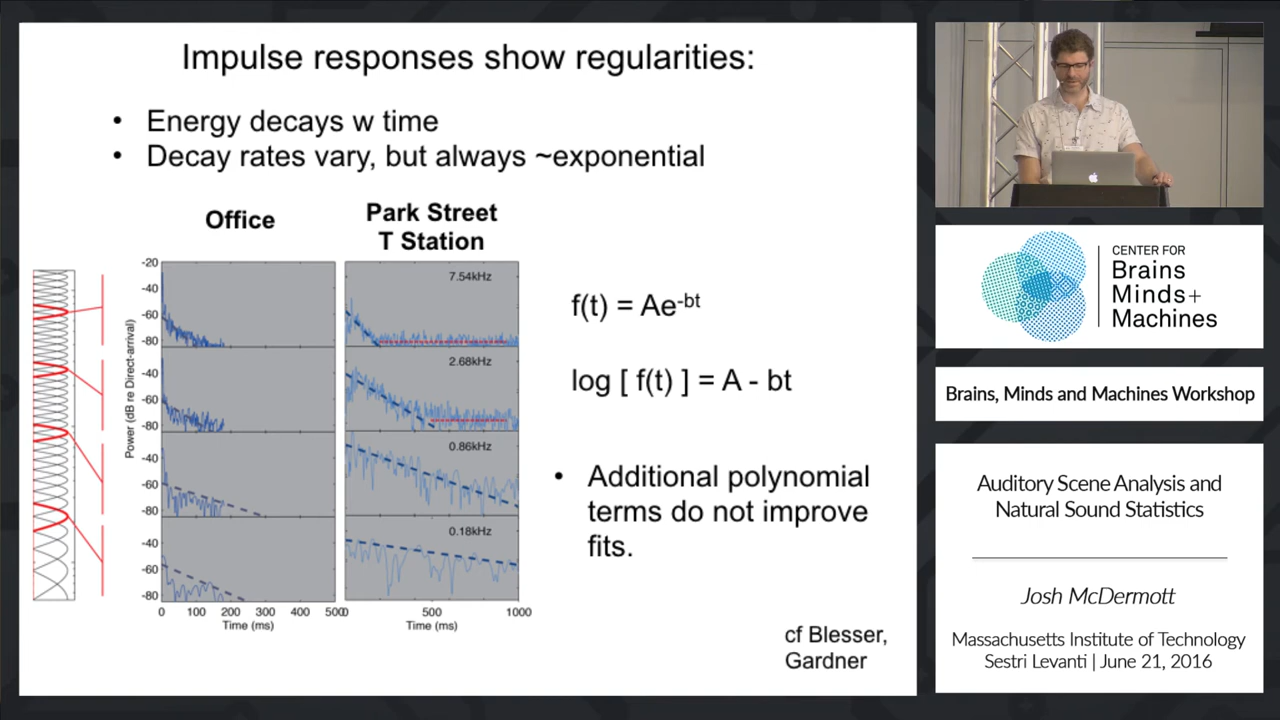 Impulse responses show regularities:
• Energy decays w time
• Decay rates vary, but always ~exponential
Office
Park Street
T Station
Power (dB re Direct-arrival)
-20
-40
-60
-80
-40
-60
-80
-40
-60
-80
-40
-60
-80
7.54kHz
2.68kHz
0.86kHz
0.18kHz
0 100 200 300 400 500
Time (ms)
0 500 1000
Time (ms)
f(t) = Ae-bt
log [ f(t) ] = A - bt
• Additional polynomial
terms do not improve
fits.
cf Blesser,
Gardner
CENTER FOR
Brains
Minds+
Machines
Brains, Minds and Machines Workshop
Auditory Scene Analysis and
Natural Sound Statistics
Josh McDermott
Massachusetts Institute of Technology
Sestri Levanti | June 21, 2016